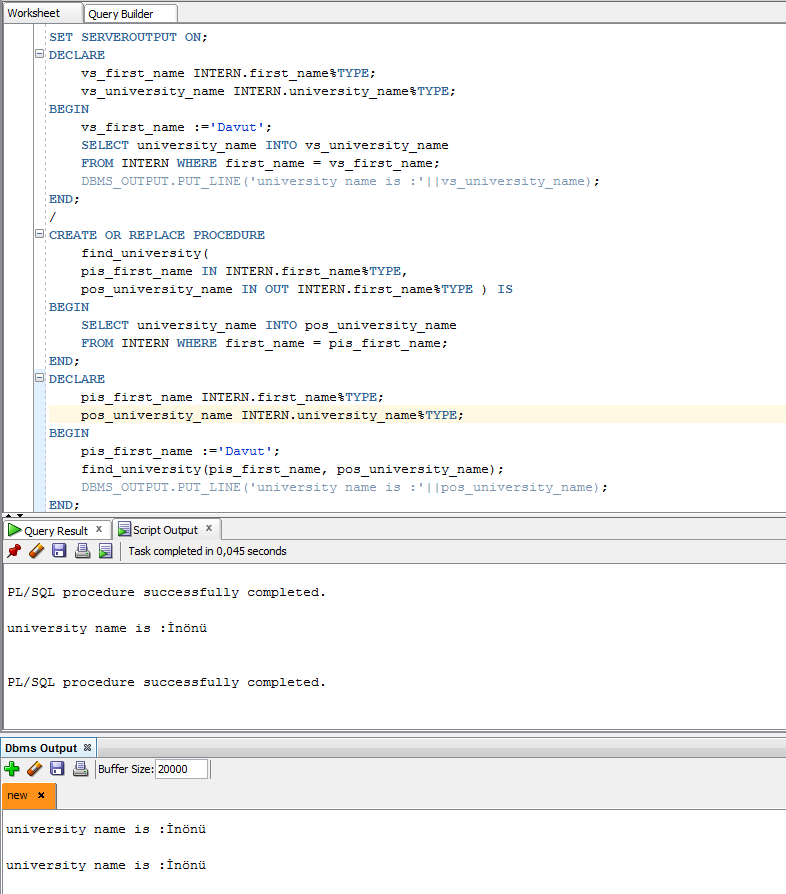 Worksheet Query Builder
SET SERVEROUTPUT ON;
DECLARE
vs_first_name INTERN.first_name%TYPE;
vs_university_name INTERN.university_name%TYPE;
BEGIN
vs_first_name :='Davut';
SELECT university_name INTO vs_university_name
FROM INTERN WHERE first_name = vs_first_name;
DBMS_OUTPUT.PUT_LINE('university name is :'||vs_university_name);
END;
/
CREATE OR REPLACE PROCEDURE
find_university(
pis_first_name IN INTERN.first_name%TYPE,
pos_university_name IN OUT INTERN.first_name%TYPE ) IS
BEGIN
SELECT university_name INTO pos_university_name
FROM INTERN WHERE first_name = pis_first_name;
END;
DECLARE
pis_first_name INTERN.first_name%TYPE;
pos_university_name INTERN.university_name%TYPE;
BEGIN
pis_first_name :='Davut';
find_university(pis_first_name, pos_university_name);
DBMS_OUTPUT.PUT_LINE('university name is :'||pos_university_name);
END;
Query Result x Script Output x
Task completed in 0,045 seconds
PL/SQL procedure successfully completed.
university name is :İnönü
PL/SQL procedure successfully completed.
Dbms Output x
Buffer Size: 20000
new x
university name is :İnönü
university name is :İnönü